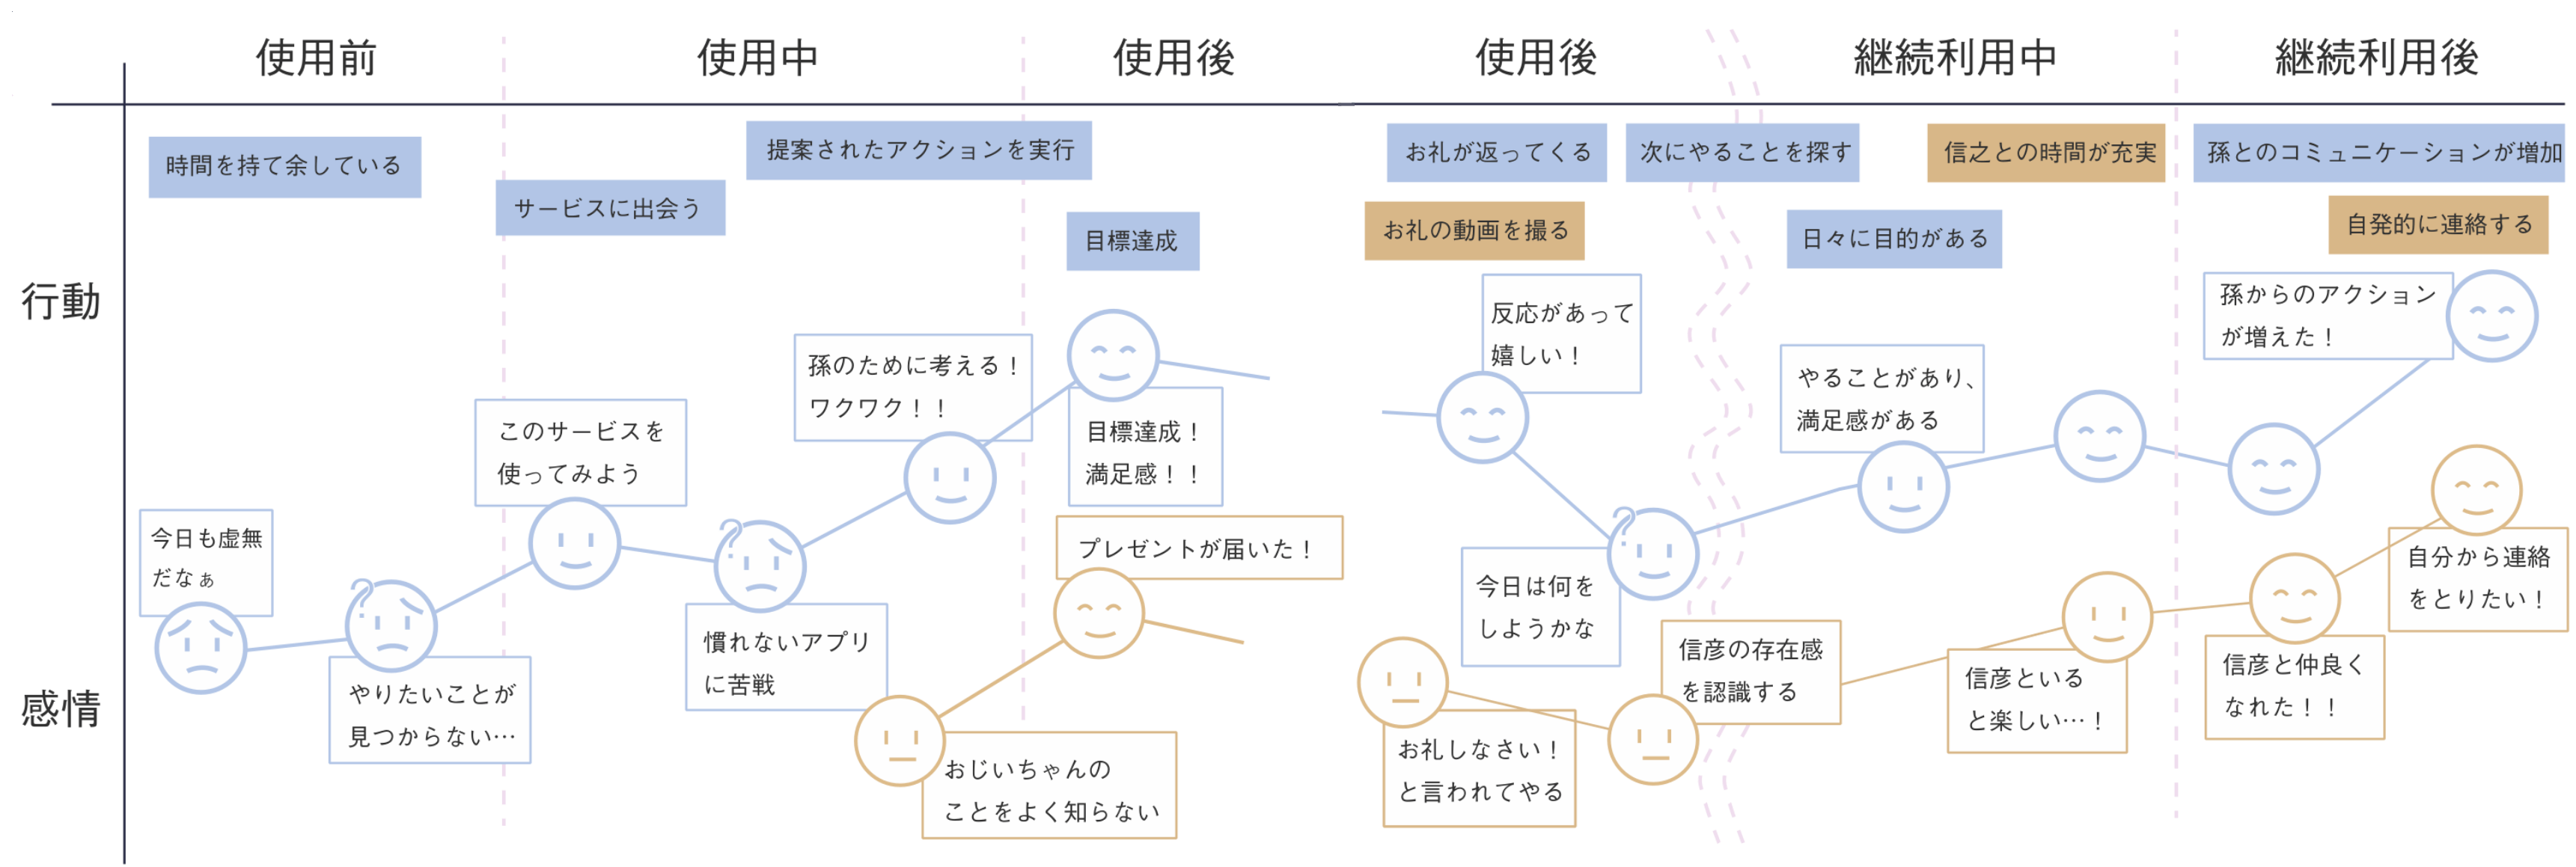 使用前
使用中
使用後
使用後
継続利用中
継続利用後
行動
時間を持て余している
サービスに出会う
提案されたアクションを実行
目標達成
お礼が返ってくる
お礼の動画を撮る
次にやることを探す
日々に目的がある
信之との時間が充実
孫とのコミュニケーションが増加
自発的に連絡する
感情
今日も虚無
だなぁ
?
やりたいことが
見つからない…
このサービスを
使ってみよう
?
慣れないアプリ
に苦戦
孫のために考える!
ワクワク!!
目標達成!
満足感!!
おじいちゃんの
ことをよく知らない
プレゼントが届いた!
反応があって
嬉しい!
?
今日は何を
しようかな
お礼しなさい!
と言われてやる
信彦の存在感
を認識する
やることがあり、
満足感がある
信彦といる
と楽しい…!
孫からのアクション
が増えた!
信彦と仲良く
なれた!!
自分から連絡
をとりたい!